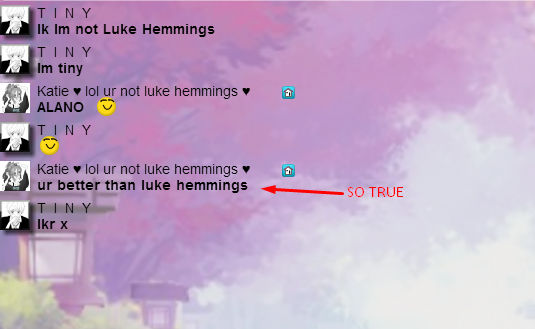 T I N Y
Ik Im not Luke Hemmings
T I N Y
Im tiny
Katie ♥ lol ur not luke hemmings ♥
ALANO
T I N Y
Katie ♥ lol ur not luke hemmings ♥
ur better than luke hemmings
SO TRUE
T I N Y
Ikr x